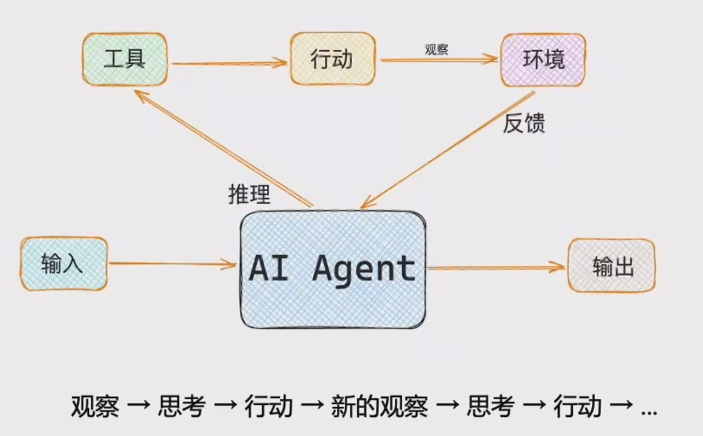 工具
行动
观察
环境
反馈
推理
输入
AI Agent
输出
观察 → 思考 → 行动 → 新的观察 → 思考 → 行动 → ...